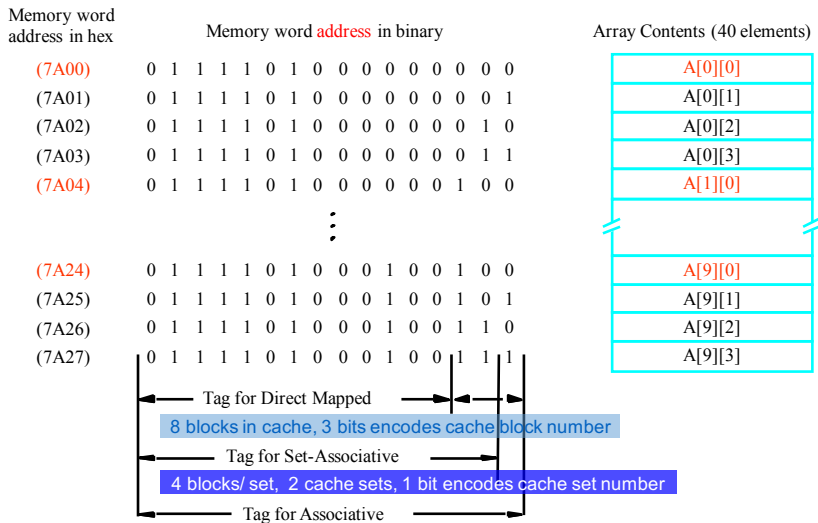 Memory word address in hex
Memory word address in binary
Array Contents (40 elements)
(7A00) 0 1 1 1 1 0 1 0 0 0 0 0 0 0 0 0 A[0][0]
(7A01) 0 1 1 1 1 0 1 0 0 0 0 0 0 0 0 1 A[0][1]
(7A02) 0 1 1 1 1 0 1 0 0 0 0 0 0 0 1 0 A[0][2]
(7A03) 0 1 1 1 1 0 1 0 0 0 0 0 0 0 1 1 A[0][3]
(7A04) 0 1 1 1 1 0 1 0 0 0 0 0 0 1 0 0 A[1][0]
(7A24) 0 1 1 1 1 0 1 0 0 0 1 0 0 1 0 0 A[9][0]
(7A25) 0 1 1 1 1 0 1 0 0 0 1 0 0 1 0 1 A[9][1]
(7A26) 0 1 1 1 1 0 1 0 0 0 1 0 0 1 1 0 A[9][2]
(7A27) 0 1 1 1 1 0 1 0 0 0 1 0 0 1 1 1 A[9][3]
Tag for Direct Mapped
8 blocks in cache, 3 bits encodes cache block number
Tag for Set-Associative
4 blocks/ set, 2 cache sets, 1 bit encodes cache set number
Tag for Associative